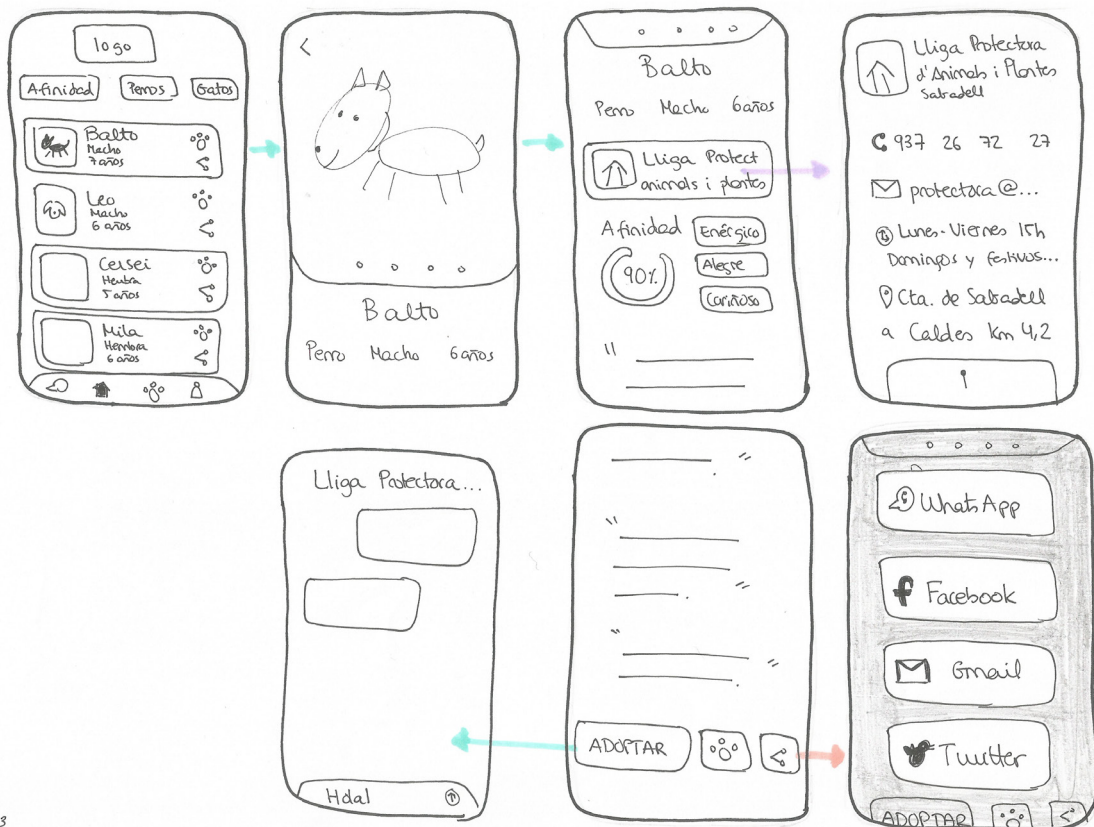 logo
Afinidad Perros Gatos
Balto
Macho
7 años
Leo
Macho
6 años
Cersei
Hembra
5 años
Mila
Hembra
6 años
Balto
Perro Macho 6 años
Balto
Perro Macho 6 años
Lliga Protect
animals i plantes
Afinidad
90%
Enérgico
Alegre
Cariñoso
"
Lliga Protectora
d'Animals i Plantes
Sabadell
937 26 72 27
protectora@...
Lunes-Viernes 15h
Domingos y festivos...
Cta. de Sabadell
a Caldes Km 4,2
Lliga Protectora...
Hola!
"
"
"
"
"
ADOPTAR
WhatsApp
Facebook
Gmail
Twitter
ADOPTAR
3